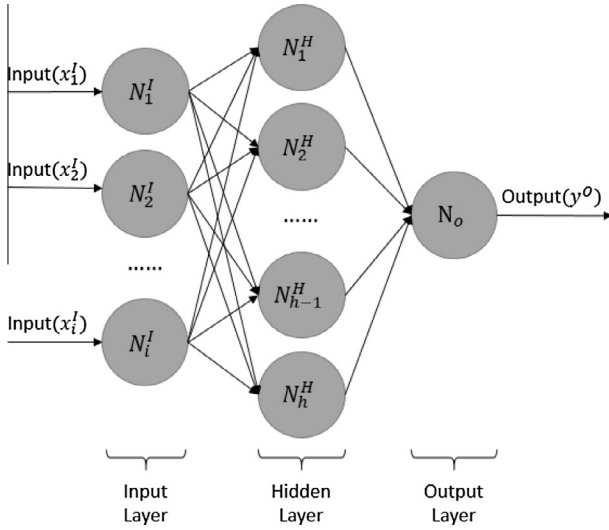 Input(x₁ᴵ)
N₁ᴵ
Input(x₂ᴵ)
N₂ᴵ
......
Input(xᵢᴵ)
Nᵢᴵ
N₁ᴴ
N₂ᴴ
......
Nₕ₋₁ᴴ
Nₕᴴ
Nₒ
Output(yᵒ)
Input
Layer
Hidden
Layer
Output
Layer